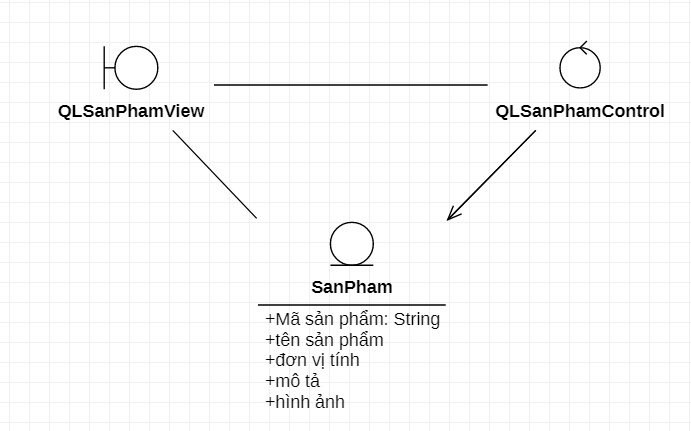 QLSanPhamView
QLSanPhamControl
SanPham
+Mã sản phẩm: String
+tên sản phẩm
+đơn vị tính
+mô tả
+hình ảnh